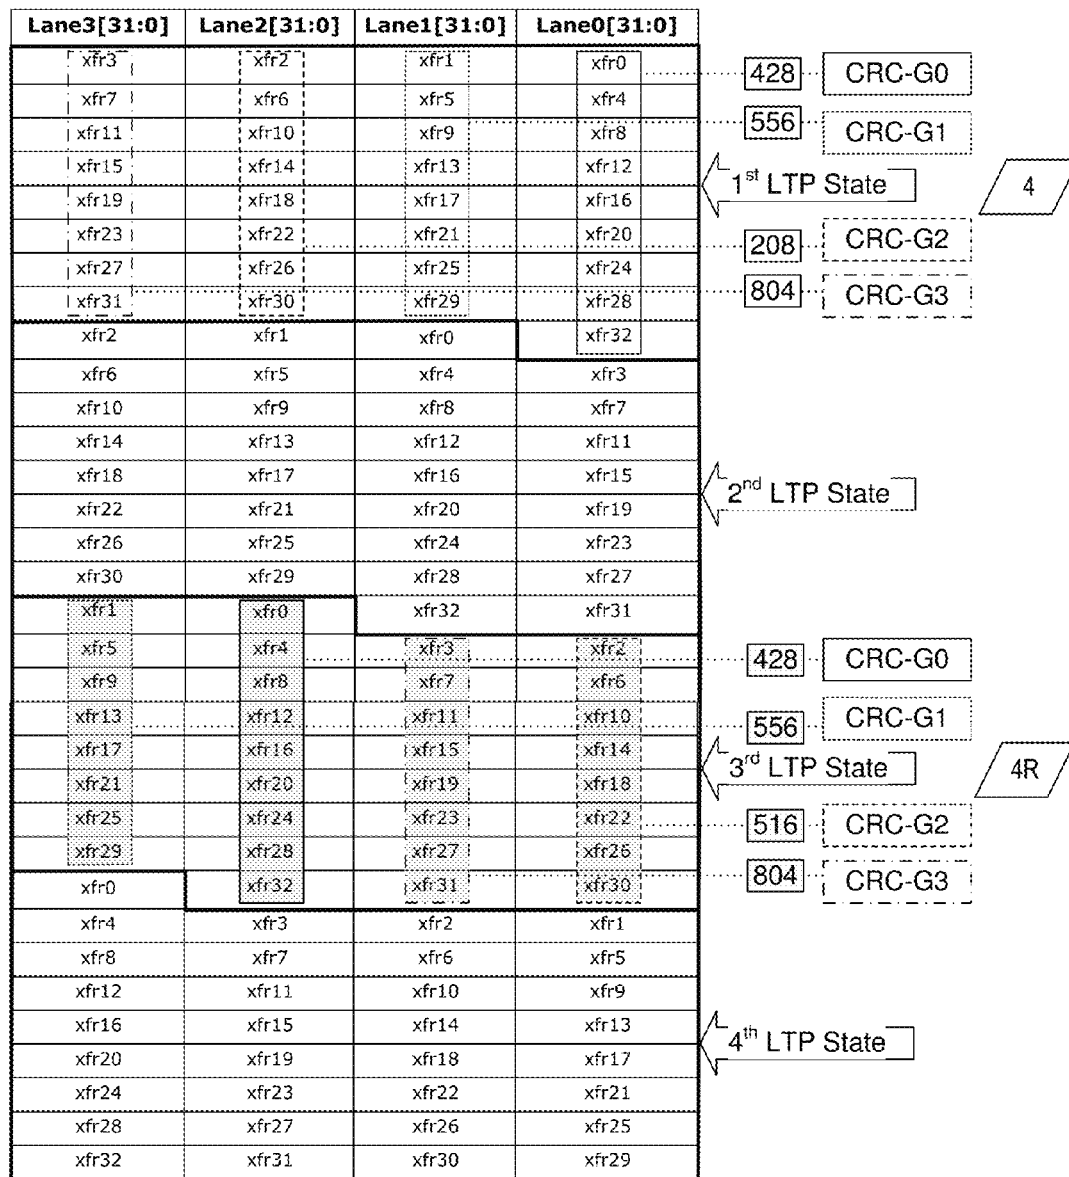 Lane3[31:0] Lane2[31:0] Lane1[31:0] Lane0[31:0]
xfr3 xfr2 xfr1 xfr0 428 CRC-G0
xfr7 xfr6 xfr5 xfr4
xfr11 xfr10 xfr9 xfr8 556 CRC-G1
xfr15 xfr14 xfr13 xfr12
1st LTP State 4
xfr19 xfr18 xfr17 xfr16
xfr23 xfr22 xfr21 xfr20 208 CRC-G2
xfr27 xfr26 xfr25 xfr24
xfr31 xfr30 xfr29 xfr28 804 CRC-G3
xfr2 xfr1 xfr0 xfr32
xfr6 xfr5 xfr4 xfr3
xfr10 xfr9 xfr8 xfr7
xfr14 xfr13 xfr12 xfr11
xfr18 xfr17 xfr16 xfr15
2nd LTP State
xfr22 xfr21 xfr20 xfr19
xfr26 xfr25 xfr24 xfr23
xfr30 xfr29 xfr28 xfr27
xfr1 xfr0 xfr32 xfr31
xfr5 xfr4 xfr3 xfr2 428 CRC-G0
xfr9 xfr8 xfr7 xfr6
xfr13 xfr12 xfr11 xfr10 556 CRC-G1
xfr17 xfr16 xfr15 xfr14
3rd LTP State 4R
xfr21 xfr20 xfr19 xfr18
xfr25 xfr24 xfr23 xfr22 516 CRC-G2
xfr29 xfr28 xfr27 xfr26
xfr0 xfr32 xfr31 xfr30 804 CRC-G3
xfr4 xfr3 xfr2 xfr1
xfr8 xfr7 xfr6 xfr5
xfr12 xfr11 xfr10 xfr9
xfr16 xfr15 xfr14 xfr13
4th LTP State
xfr20 xfr19 xfr18 xfr17
xfr24 xfr23 xfr22 xfr21
xfr28 xfr27 xfr26 xfr25
xfr32 xfr31 xfr30 xfr29